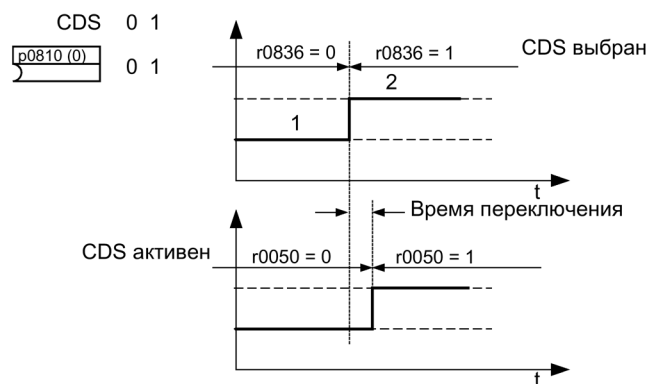 CDS 0 1
p0810 (0) 0 1
r0836 = 0 r0836 = 1 CDS выбран
2
1
t
Время переключения
CDS активен r0050 = 0 r0050 = 1
t